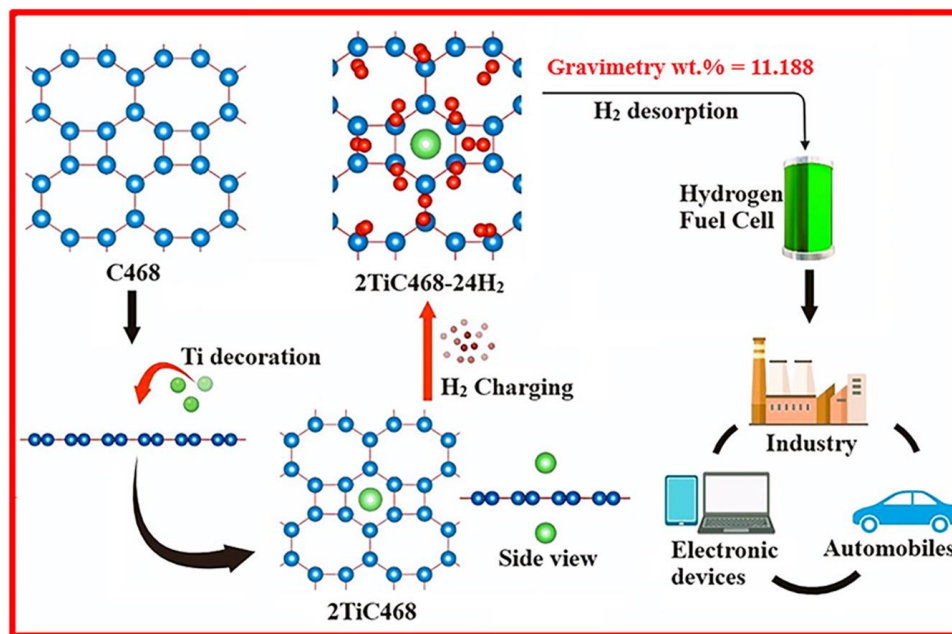 C468
Ti decoration
2TiC468
Side view
H₂ Charging
2TiC468-24H₂
Gravimetry wt.% = 11.188
H₂ desorption
Hydrogen
Fuel Cell
Industry
Electronic
devices
Automobiles